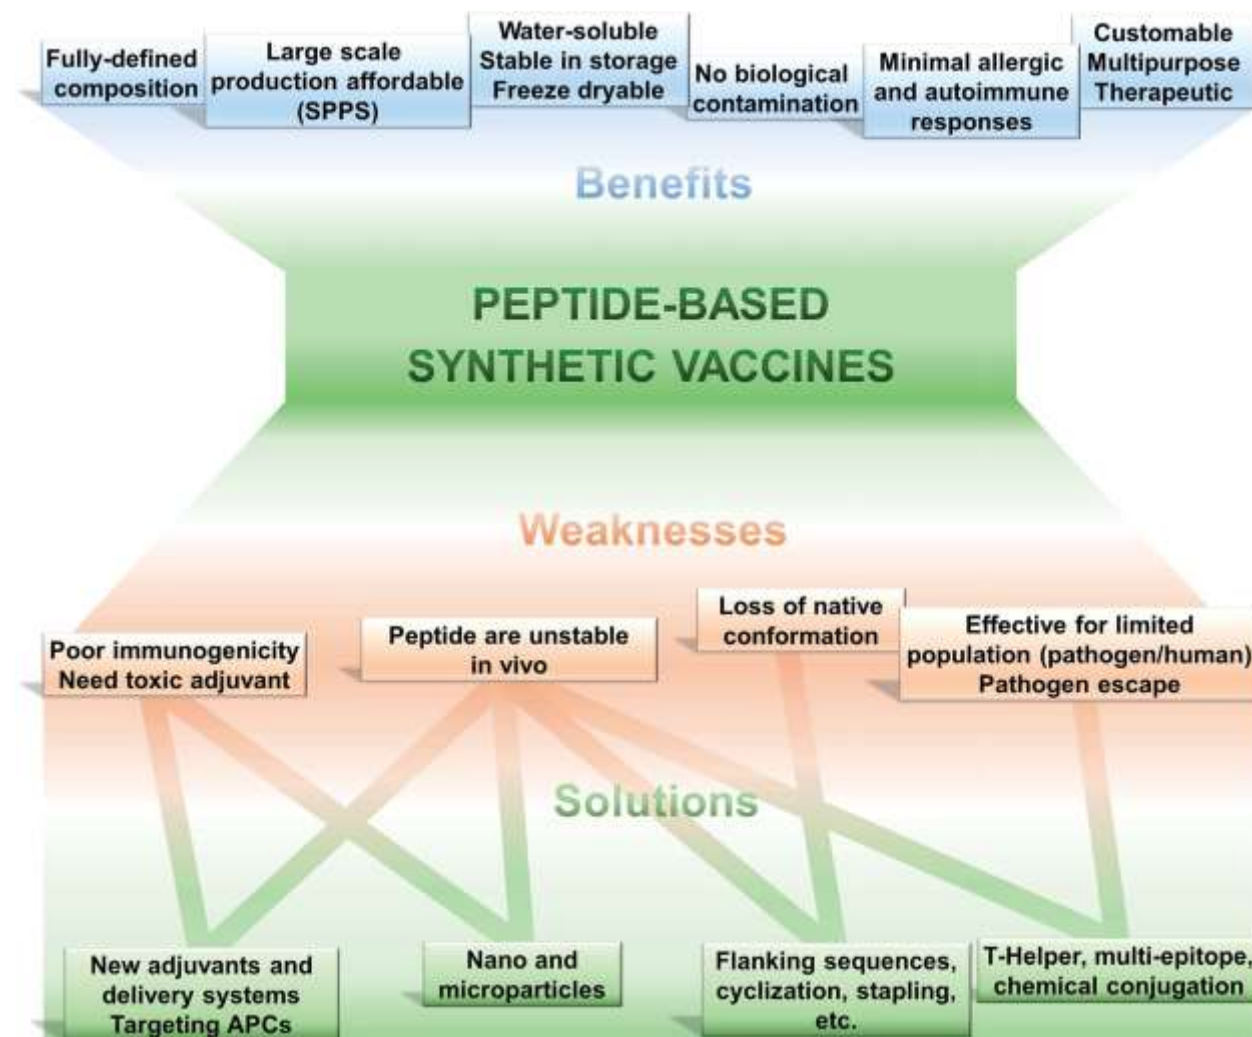 Fully-defined
composition
Large scale
production affordable
(SPPS)
Water-soluble
Stable in storage
Freeze dryable
No biological
contamination
Minimal allergic
and autoimmune
responses
Customable
Multipurpose
Therapeutic
Benefits
PEPTIDE-BASED
SYNTHETIC VACCINES
Weaknesses
Poor immunogenicity
Need toxic adjuvant
Peptide are unstable
in vivo
Loss of native
conformation
Effective for limited
population (pathogen/human)
Pathogen escape
Solutions
New adjuvants and
delivery systems
Targeting APCs
Nano and
microparticles
Flanking sequences,
cyclization, stapling,
etc.
T-Helper, multi-epitope,
chemical conjugation